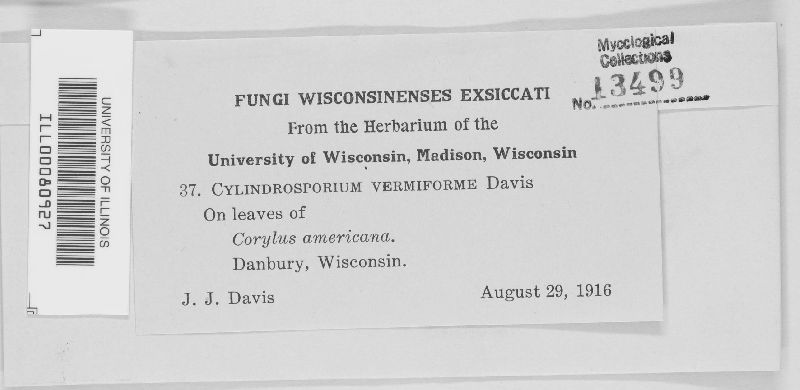 UNIVERSITY OF ILLINOIS
ILL00080927
Mycological
Collections
No. 13499
FUNGI WISCONSINENSES EXSICCATI
From the Herbarium of the
University of Wisconsin, Madison, Wisconsin
37. CYLINDROSPORIUM VERMIFORME Davis
On leaves of
Corylus americana.
Danbury, Wisconsin.
J. J. Davis
August 29, 1916